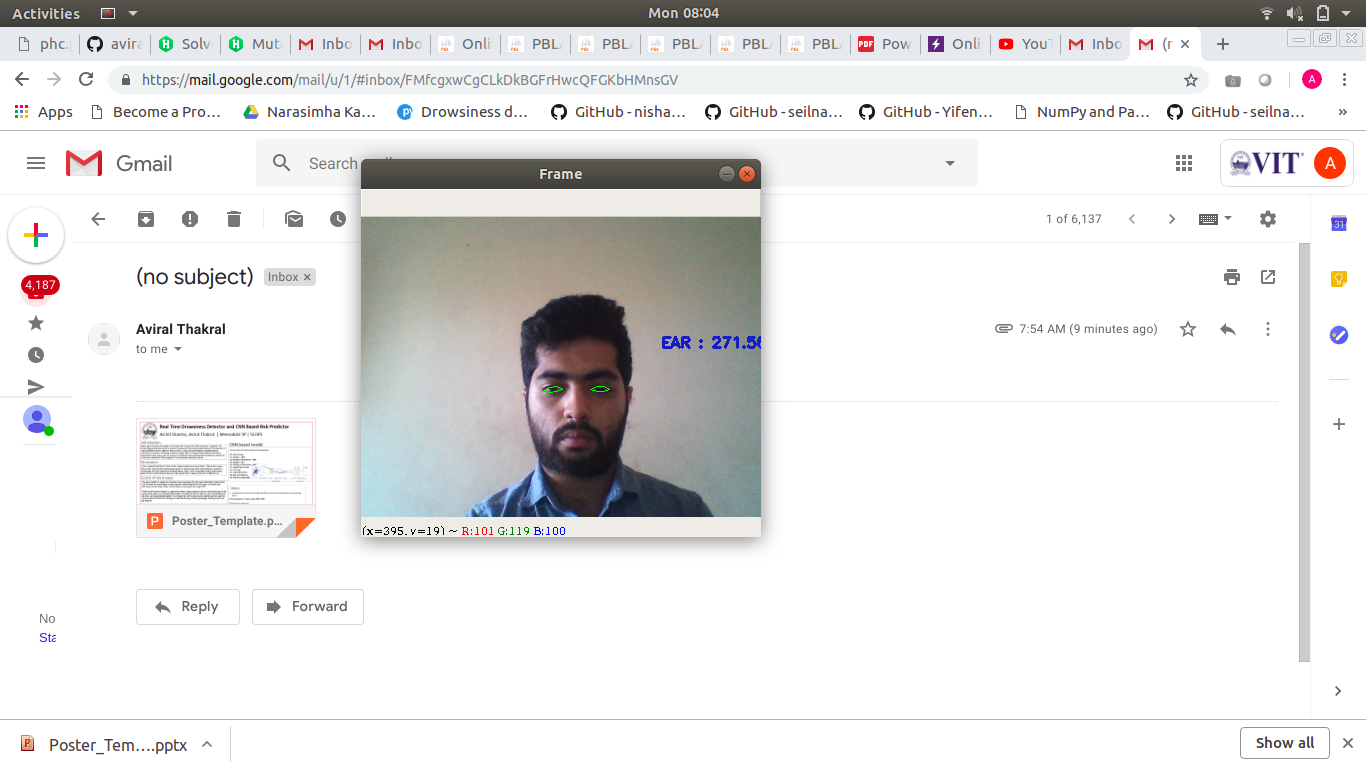 Activities
Mon 08:04
phc.
avira
Solv
Mut
Inbo
Inbo
Onli
PBL
PBL
PBL
PBL
PBL
Pow
Onli
YouT
Inbo
(r
https://mail.google.com/mail/u/1/#inbox/FMfcgxwCgCLkDkBGFrHwcQFGKbHMnsGV
A
Apps
Become a Pro...
Narasimha Ka...
Drowsiness d...
GitHub - nisha...
GitHub - seilna...
GitHub - Yifen...
NumPy and Pa...
GitHub - seilna...
»
Gmail
Search
VIT
A
Frame
1 of 6,137
31
(no subject)
Inbox
4,187
Aviral Thakral
7:54 AM (9 minutes ago)
to me
EAR : 271.5
Real Time Drowsiness Detector and CNN Based Risk Predictor
CNN based model
Poster_Template.p...
(x=395, y=19) ~ R:101 G:119 B:100
Reply
Forward
No
Sta
Poster_Tem....pptx
Show all